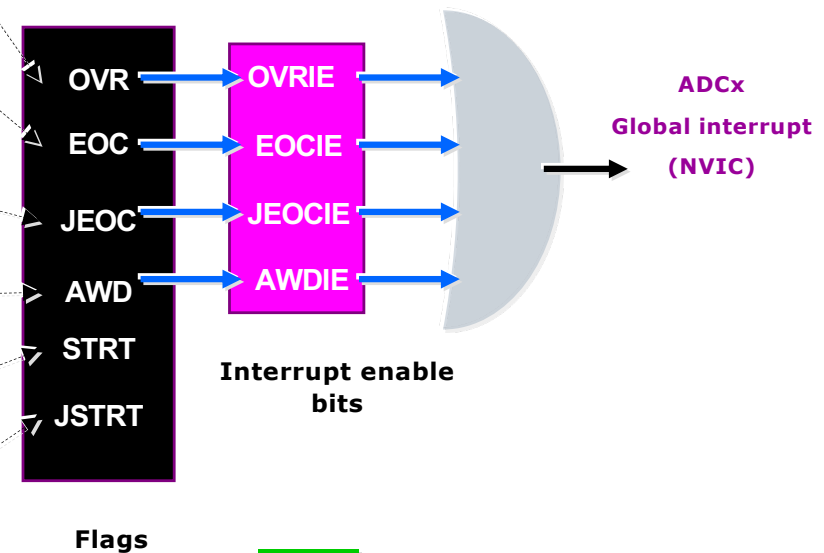 OVR
EOC
JEOC
AWD
STRT
JSTRT
Flags
OVRIE
EOCIE
JEOCIE
AWDIE
Interrupt enable
bits
ADCx
Global interrupt
(NVIC)